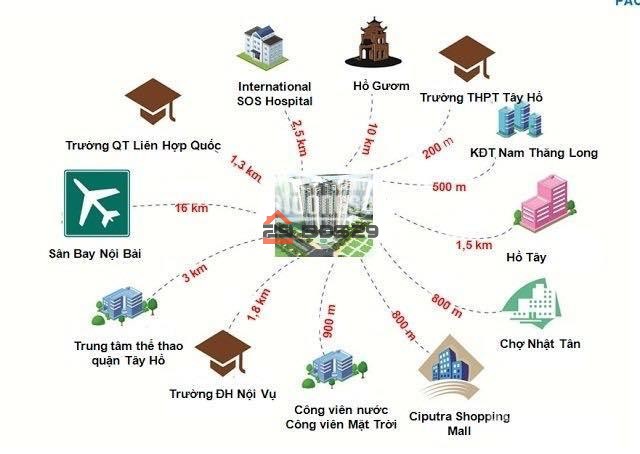 PAC
International
SOS Hospital
2,5 km
Hồ Gươm
10 km
Trường THPT Tây Hồ
200 m
Trường QT Liên Hợp Quốc
1,3 km
KĐT Nam Thăng Long
500 m
Sân Bay Nội Bài
16 km
Hồ Tây
1,5 km
Trung tâm thể thao
quận Tây Hồ
3 km
Chợ Nhật Tân
800 m
Trường ĐH Nội Vụ
1,8 km
Công viên nước
Công viên Mặt Trời
900 m
Ciputra Shopping
Mall
800 m